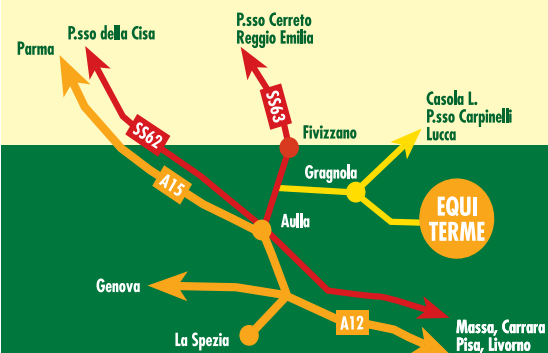 P.sso Cerreto
Reggio Emilia
P.sso della Cisa
Parma
SS63
Casola L.
P.sso Carpinelli
Lucca
SS62
Fivizzano
Gragnola
A15
EQUI
TERME
Aulla
Genova
A12
La Spezia
Massa, Carrara
Pisa, Livorno